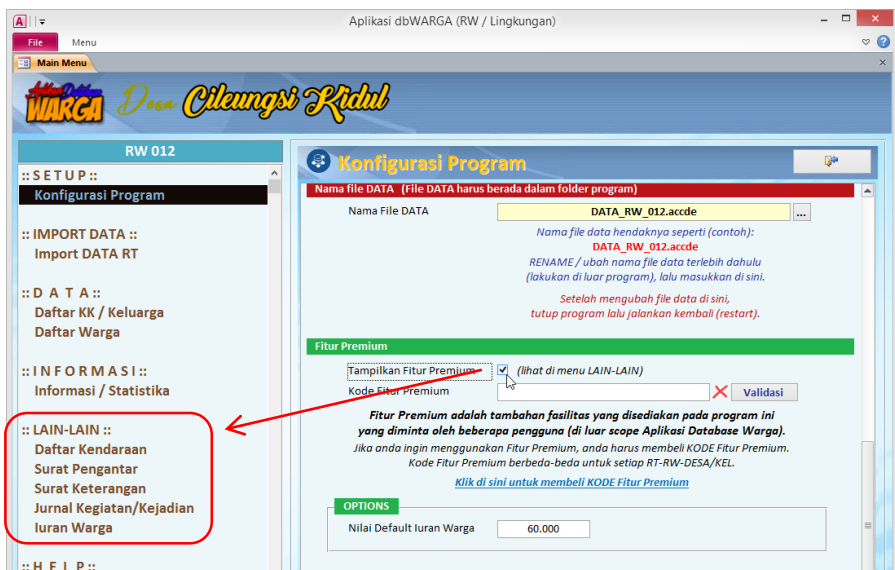 Aplikasi dbWARGA (RW / Lingkungan)
File Menu
Main Menu
Aplikasi Database
WARGA Desa Cileungsi Kidul
RW 012
:: S E T U P ::
Konfigurasi Program
:: IMPORT DATA ::
Import DATA RT
:: D A T A ::
Daftar KK / Keluarga
Daftar Warga
:: I N F O R M A S I ::
Informasi / Statistika
:: LAIN-LAIN ::
Daftar Kendaraan
Surat Pengantar
Surat Keterangan
Jurnal Kegiatan/Kejadian
Iuran Warga
:: H E L P ::
Konfigurasi Program
Nama file DATA (File DATA harus berada dalam folder program)
Nama File DATA DATA_RW_012.accde ...
Nama file data hendaknya seperti (contoh):
DATA_RW_012.accde
RENAME / ubah nama file data terlebih dahulu
(lakukan di luar program), lalu masukkan di sini.
Setelah mengubah file data di sini,
tutup program lalu jalankan kembali (restart).
Fitur Premium
Tampilkan Fitur Premium (lihat di menu LAIN-LAIN)
Kode Fitur Premium Validasi
Fitur Premium adalah tambahan fasilitas yang disediakan pada program ini
yang diminta oleh beberapa pengguna (di luar scope Aplikasi Database Warga).
Jika anda ingin menggunakan Fitur Premium, anda harus membeli KODE Fitur Premium.
Kode Fitur Premium berbeda-beda untuk setiap RT-RW-DESA/KEL.
Klik di sini untuk membeli KODE Fitur Premium
OPTIONS
Nilai Default Iuran Warga 60.000